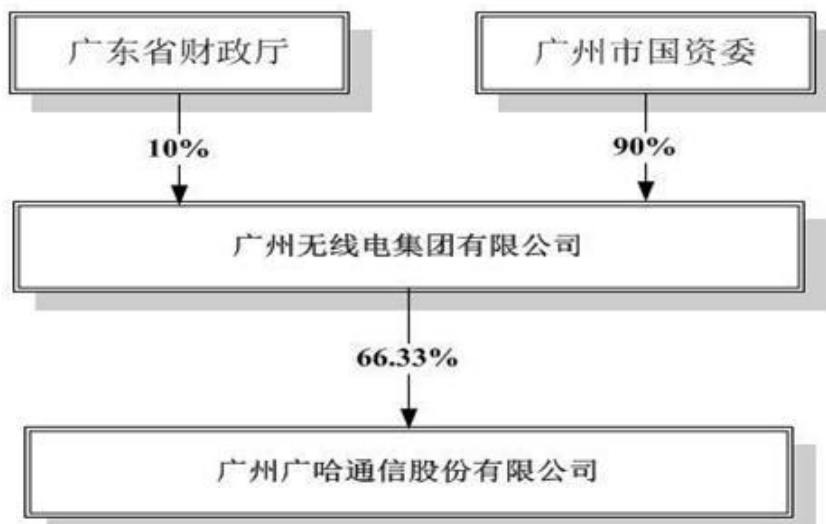 广东省财政厅
广州市国资委
10%
90%
广州无线电集团有限公司
66.33%
广州广哈通信股份有限公司